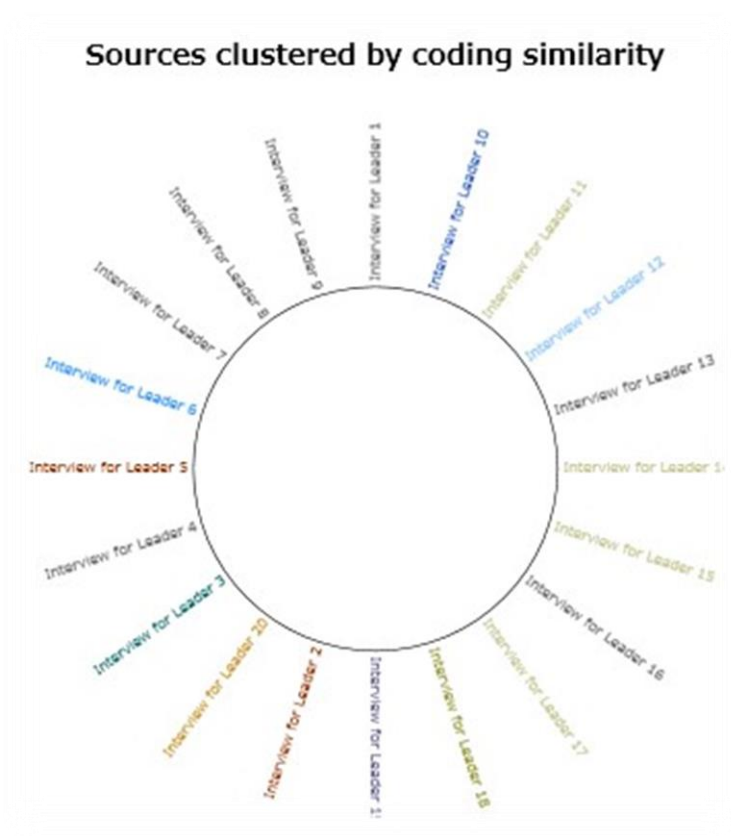 Sources clustered by coding similarity
Interview for Leader 1
Interview for Leader 10
Interview for Leader 11
Interview for Leader 12
Interview for Leader 13
Interview for Leader 1
Interview for Leader 15
Interview for Leader 16
Interview for Leader 17
Interview for Leader 18
Interview for Leader 1
Interview for Leader 2
Interview for Leader 20
Interview for Leader 3
Interview for Leader 4
Interview for Leader 5
Interview for Leader 6
Interview for Leader 7
Interview for Leader 8
Interview for Leader 9